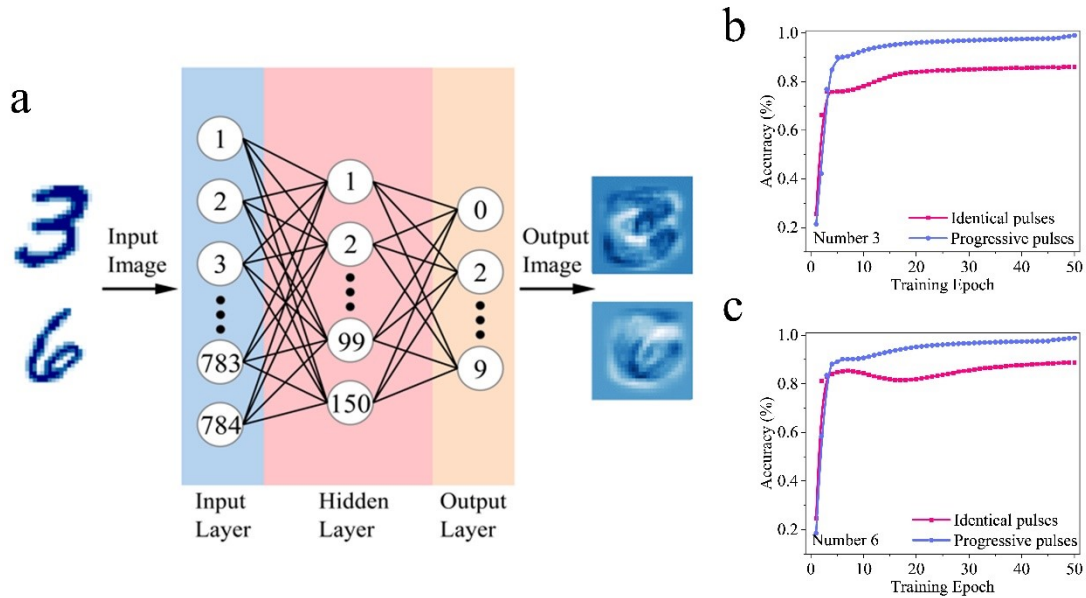 a
Input
Image
1
2
3
783
784
1
2
99
150
0
2
9
Output
Image
Input
Layer
Hidden
Layer
Output
Layer
b
1.0
0.8
0.6
0.4
0.2
Accuracy (%)
Identical pulses
Progressive pulses
Number 3
0 10 20 30 40 50
Training Epoch
c
1.0
0.8
0.6
0.4
0.2
Accuracy (%)
Identical pulses
Progressive pulses
Number 6
0 10 20 30 40 50
Training Epoch
3
6